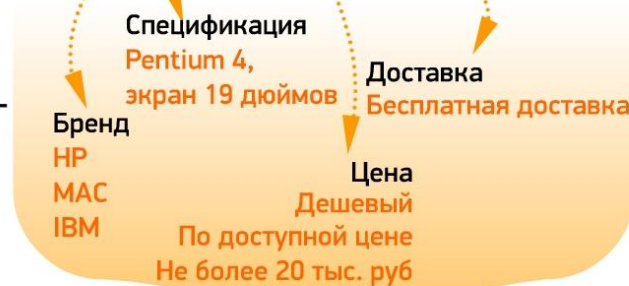 Спецификация
Pentium 4,
экран 19 дюймов
Доставка
Бесплатная доставка
Бренд
HP
MAC
IBM
Цена
Дешевый
По доступной цене
Не более 20 тыс. руб